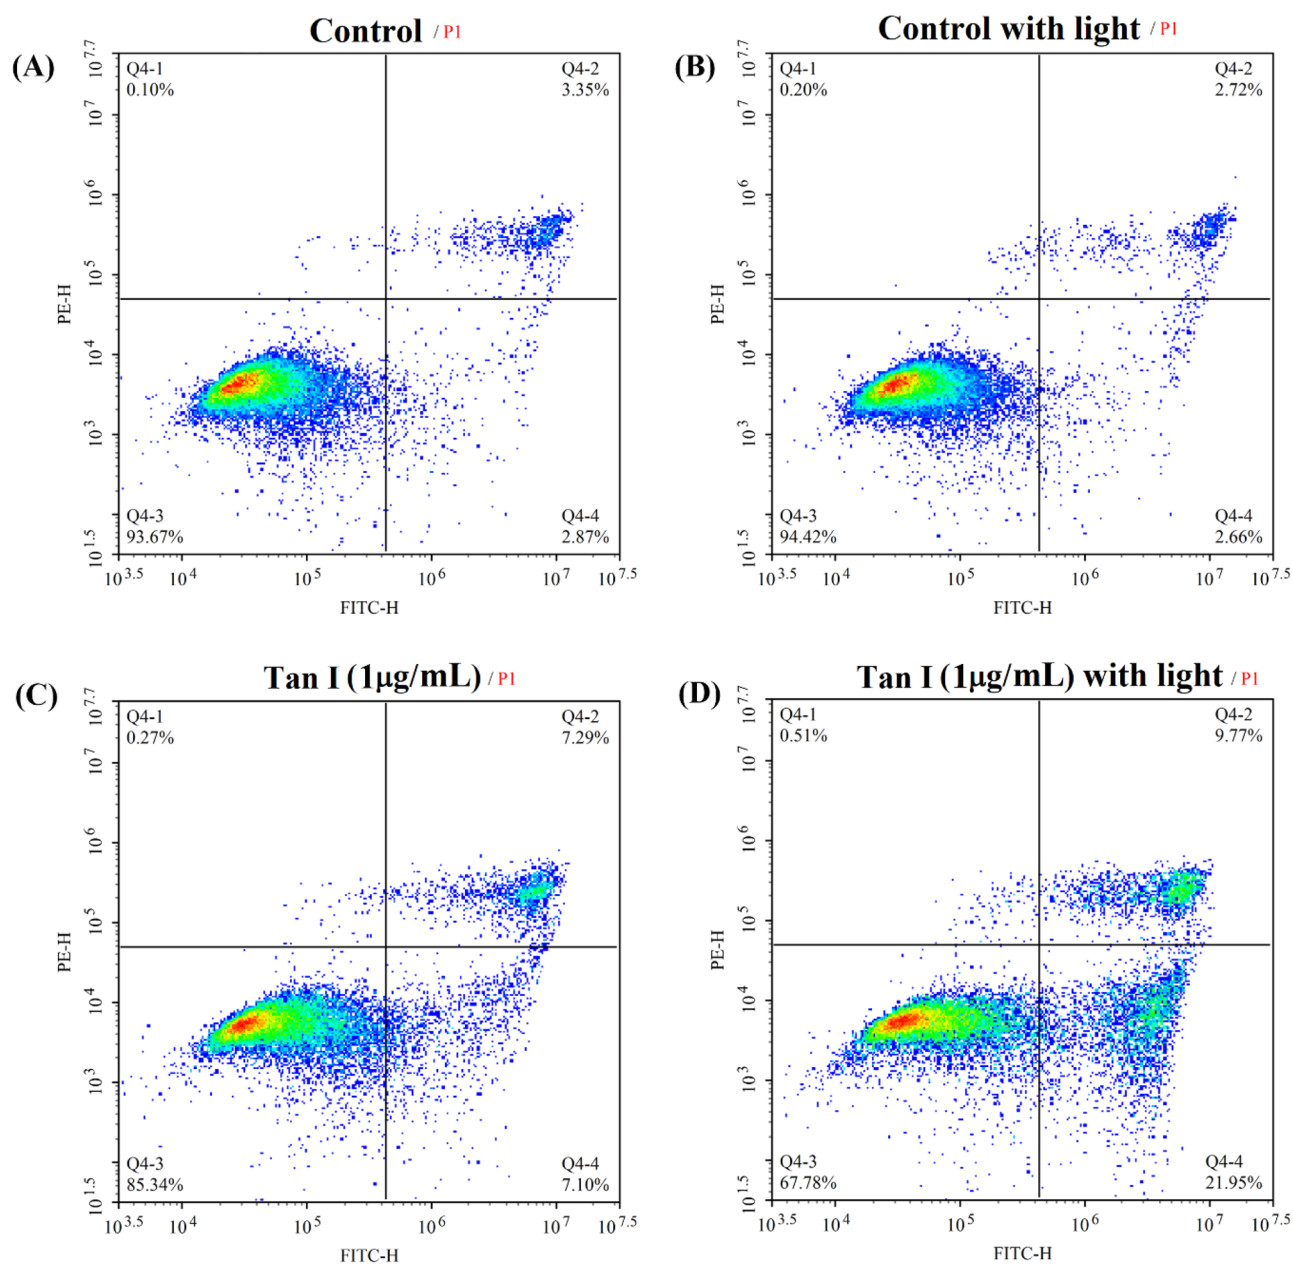 Control / P1
(A)
Q4-1
0.10%
Q4-2
3.35%
Q4-3
93.67%
Q4-4
2.87%
10^7.7
10^7
10^6
10^5
10^4
10^3
10^1.5
PE-H
10^3.5 10^4 10^5 10^6 10^7 10^7.5
FITC-H
Control with light / P1
(B)
Q4-1
0.20%
Q4-2
2.72%
Q4-3
94.42%
Q4-4
2.66%
10^7.7
10^7
10^6
10^5
10^4
10^3
10^1.5
PE-H
10^3.5 10^4 10^5 10^6 10^7 10^7.5
FITC-H
Tan I (1μg/mL) / P1
(C)
Q4-1
0.27%
Q4-2
7.29%
Q4-3
85.34%
Q4-4
7.10%
10^7.7
10^7
10^6
10^5
10^4
10^3
10^1.5
PE-H
10^3.5 10^4 10^5 10^6 10^7 10^7.5
FITC-H
Tan I (1μg/mL) with light / P1
(D)
Q4-1
0.51%
Q4-2
9.77%
Q4-3
67.78%
Q4-4
21.95%
10^7.7
10^7
10^6
10^5
10^4
10^3
10^1.5
PE-H
10^3.5 10^4 10^5 10^6 10^7 10^7.5
FITC-H